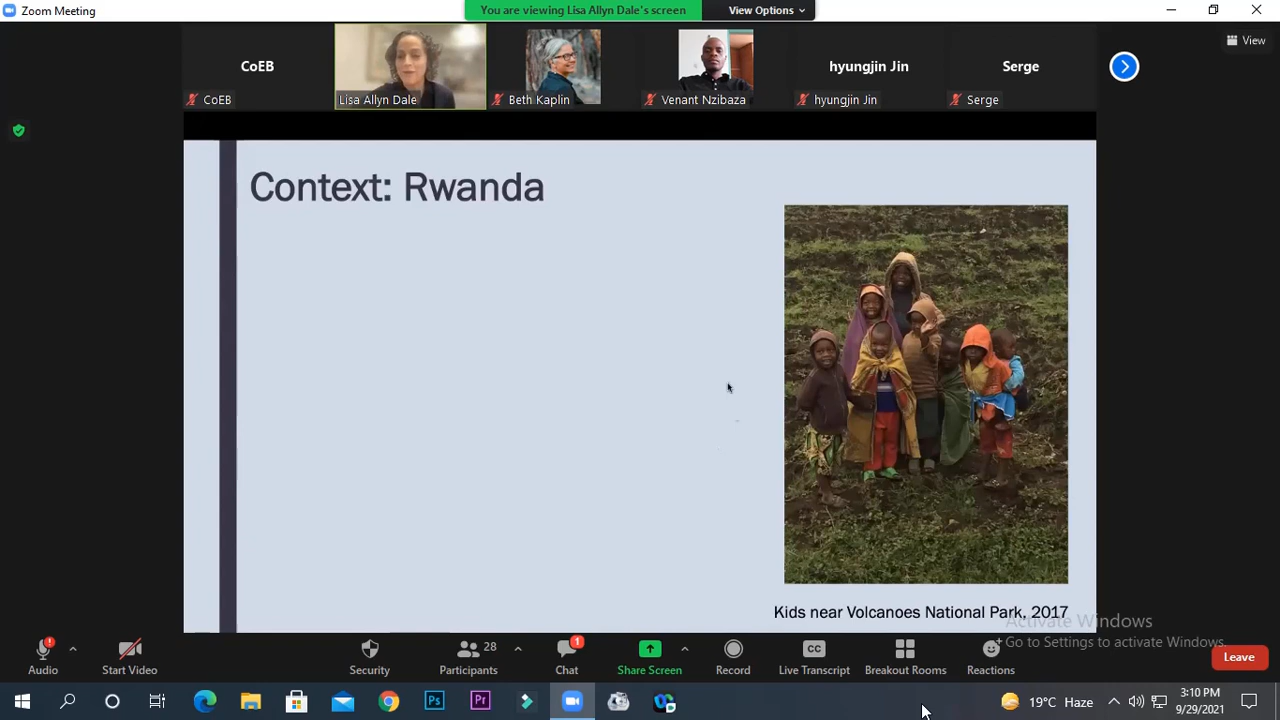 Zoom Meeting
You are viewing Lisa Allyn Dale's screen
View Options
View
CoEB
CoEB
Lisa Allyn Dale
Beth Kaplin
Venant Nzibaza
hyungjin Jin
hyungjin Jin
Serge
Serge
Context: Rwanda
Kids near Volcanoes National Park, 2017
Activate Windows
Go to Settings to activate Windows.
Audio
Start Video
Security
Participants
28
Chat
1
Share Screen
Record
CC
Live Transcript
Breakout Rooms
Reactions
Leave
Ps
Pr
19°C Haze
3:10 PM
9/29/2021